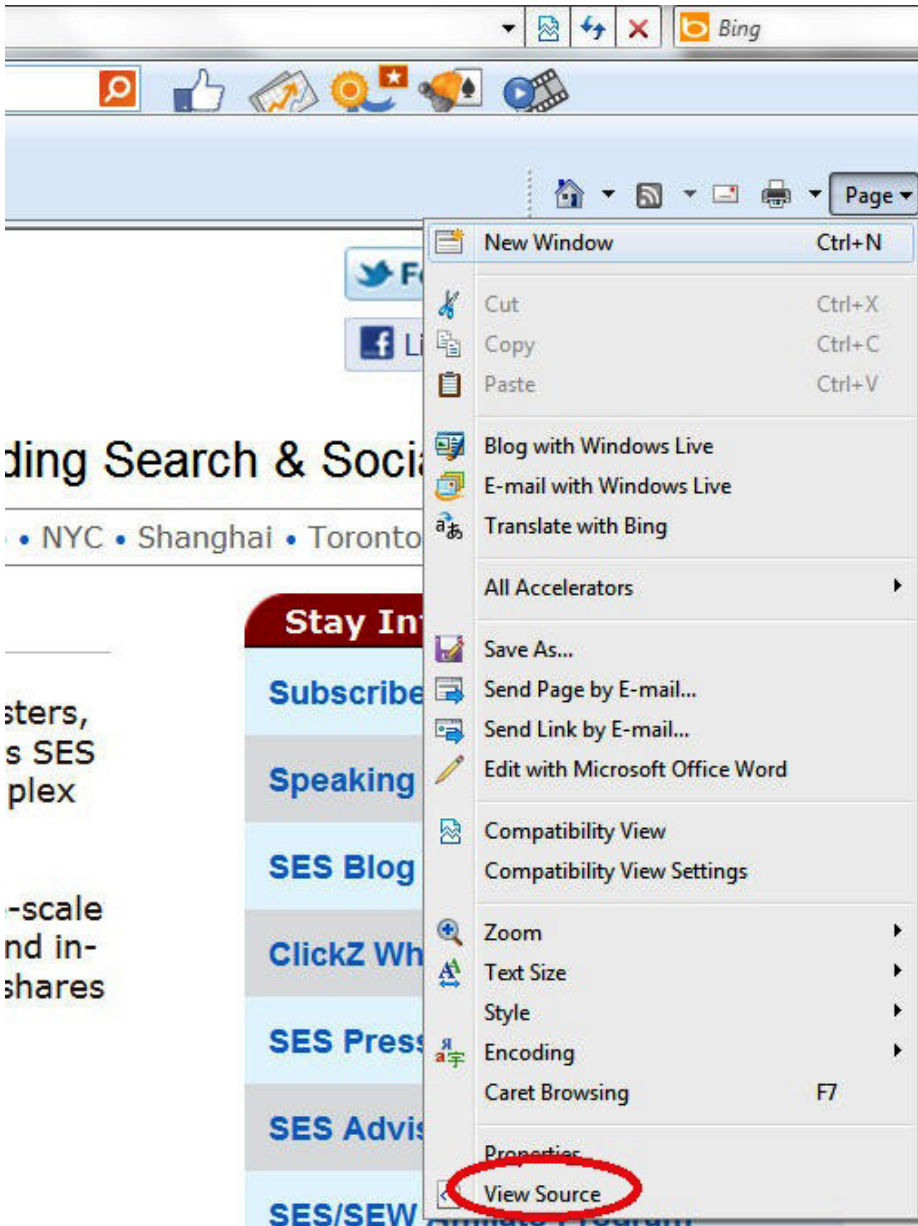 Bing
Page
New Window Ctrl+N
Cut Ctrl+X
Copy Ctrl+C
Paste Ctrl+V
Blog with Windows Live
E-mail with Windows Live
Translate with Bing
All Accelerators
Save As...
Send Page by E-mail...
Send Link by E-mail...
Edit with Microsoft Office Word
Compatibility View
Compatibility View Settings
Zoom
Text Size
Style
Encoding
Caret Browsing F7
Properties
View Source
ding Search & Socia
• NYC • Shanghai • Toronto
sters,
s SES
plex
-scale
nd in-
shares
Stay In
Subscribe
Speaking
SES Blog
ClickZ Wh
SES Press
SES Advis
SES/SEW Affiliate Program